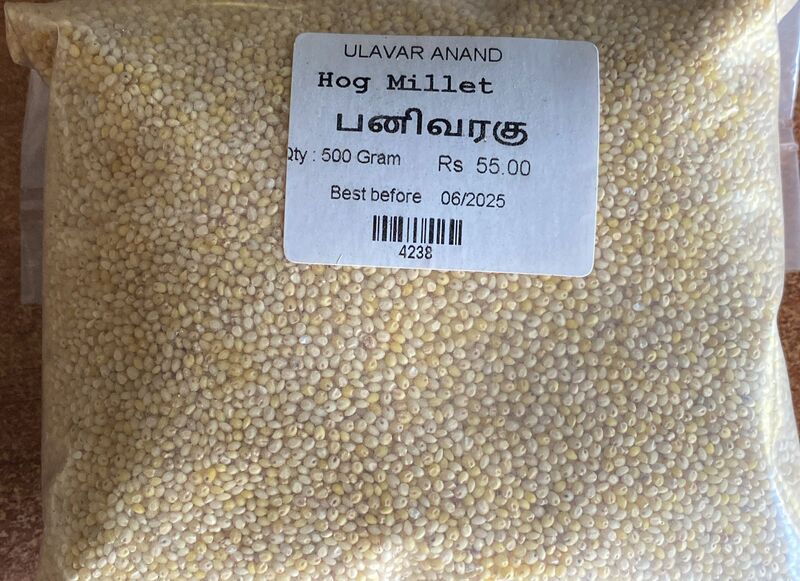 ULAVAR ANAND
Hog Millet
பனிவரகு
Qty : 500 Gram Rs 55.00
Best before 06/2025
4238